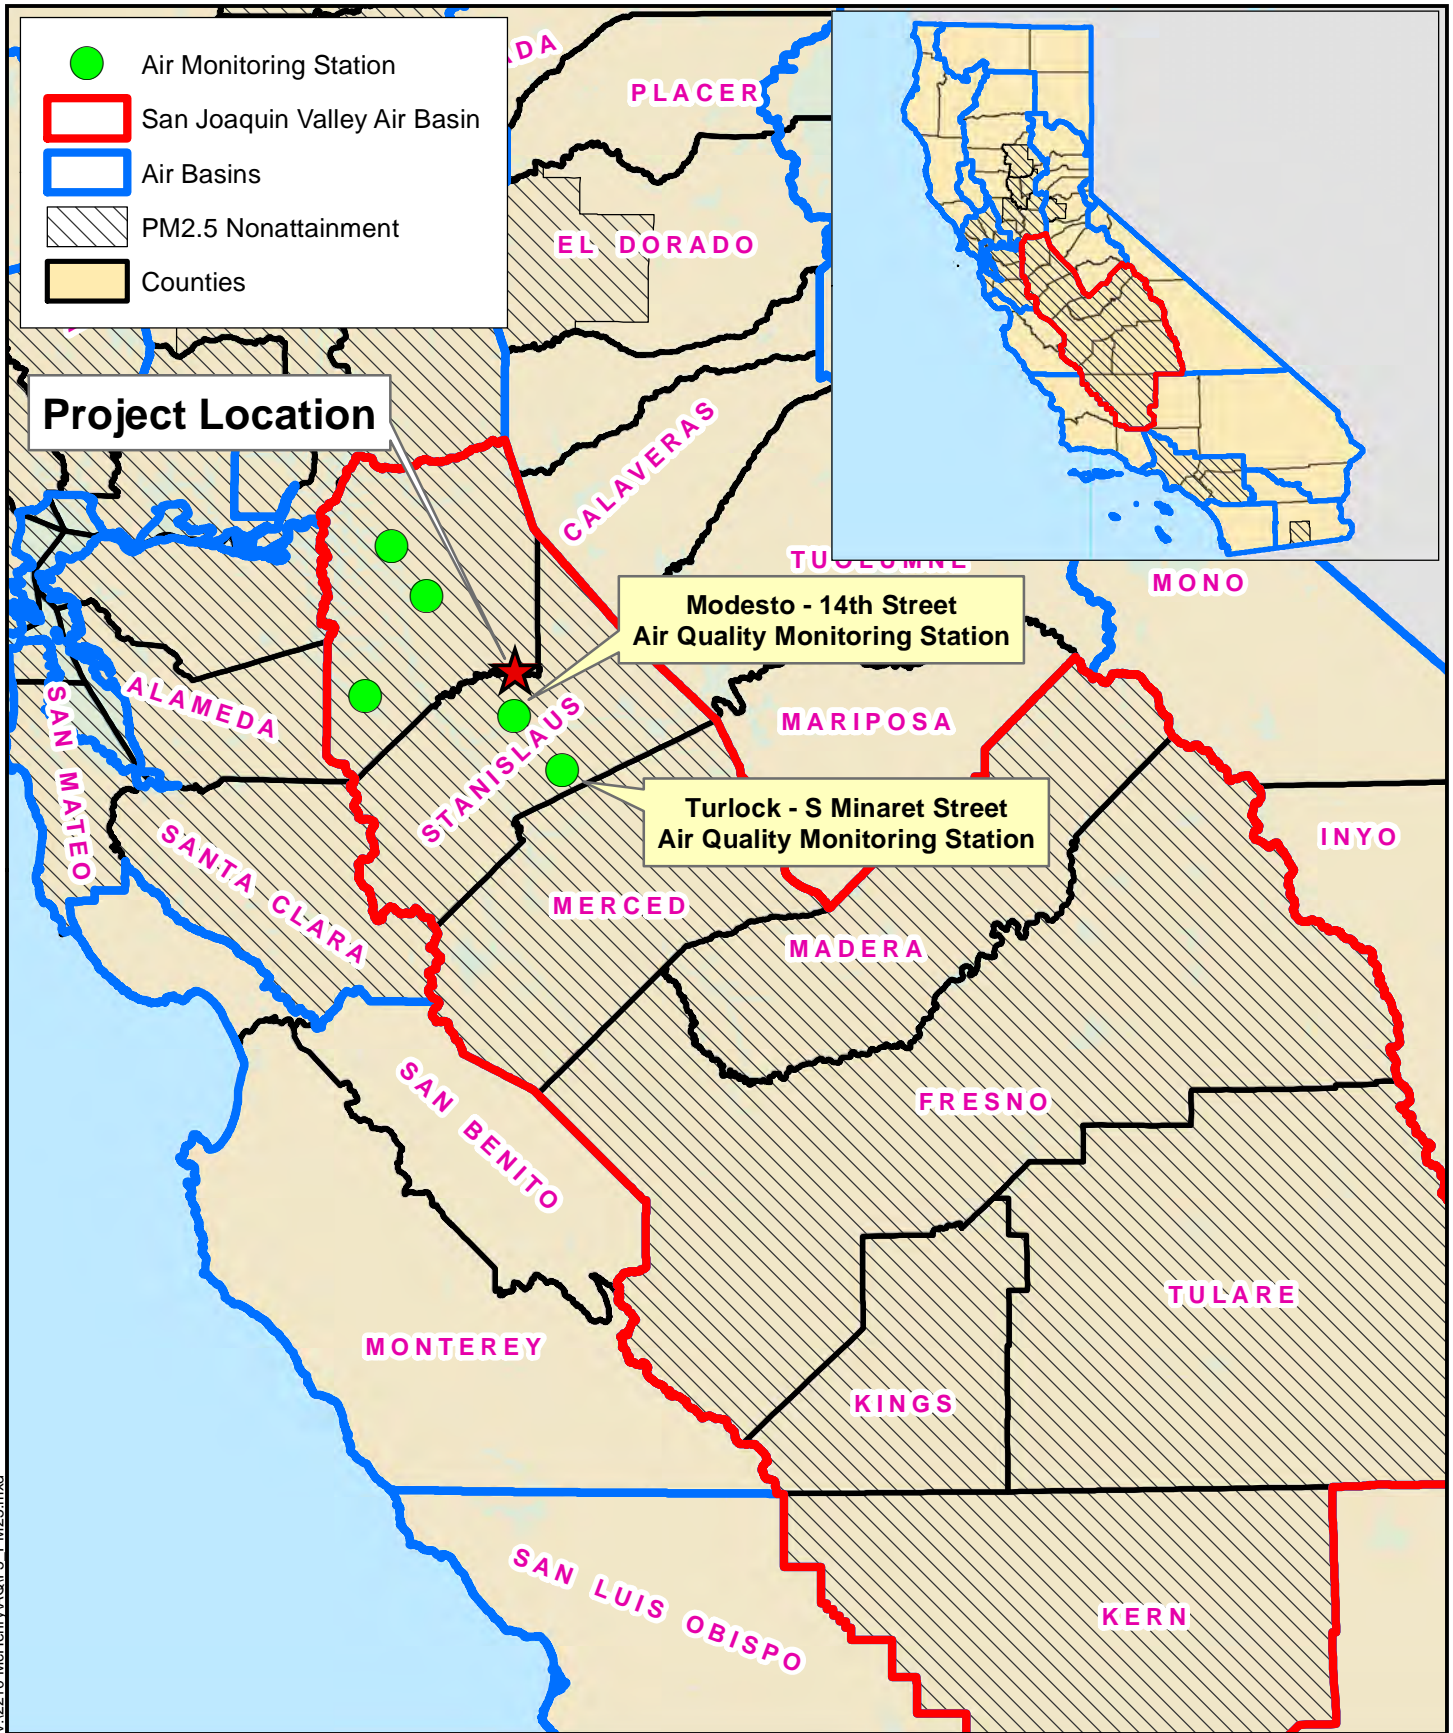 Air Monitoring Station
San Joaquin Valley Air Basin
Air Basins
PM2.5 Nonattainment
Counties
PLACER
EL DORADO
Project Location
CALAVERAS
TUOLUMNE
MONO
Modesto - 14th Street
Air Quality Monitoring Station
ALAMEDA
SAN MATEO
STANISLAUS
MARIPOSA
Turlock - S Minaret Street
Air Quality Monitoring Station
INYO
SANTA CLARA
MERCED
MADERA
SAN BENITO
FRESNO
TULARE
MONTEREY
KINGS
SAN LUIS OBISPO
KERN